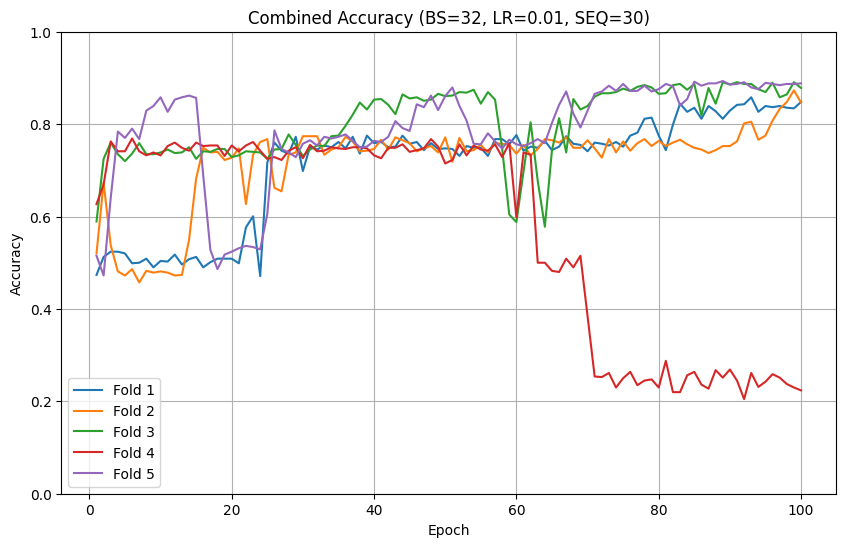 Combined Accuracy (BS=32, LR=0.01, SEQ=30)
1.0
0.8
0.6
0.4
0.2
0.0
Accuracy
Fold 1
Fold 2
Fold 3
Fold 4
Fold 5
0 20 40 60 80 100
Epoch